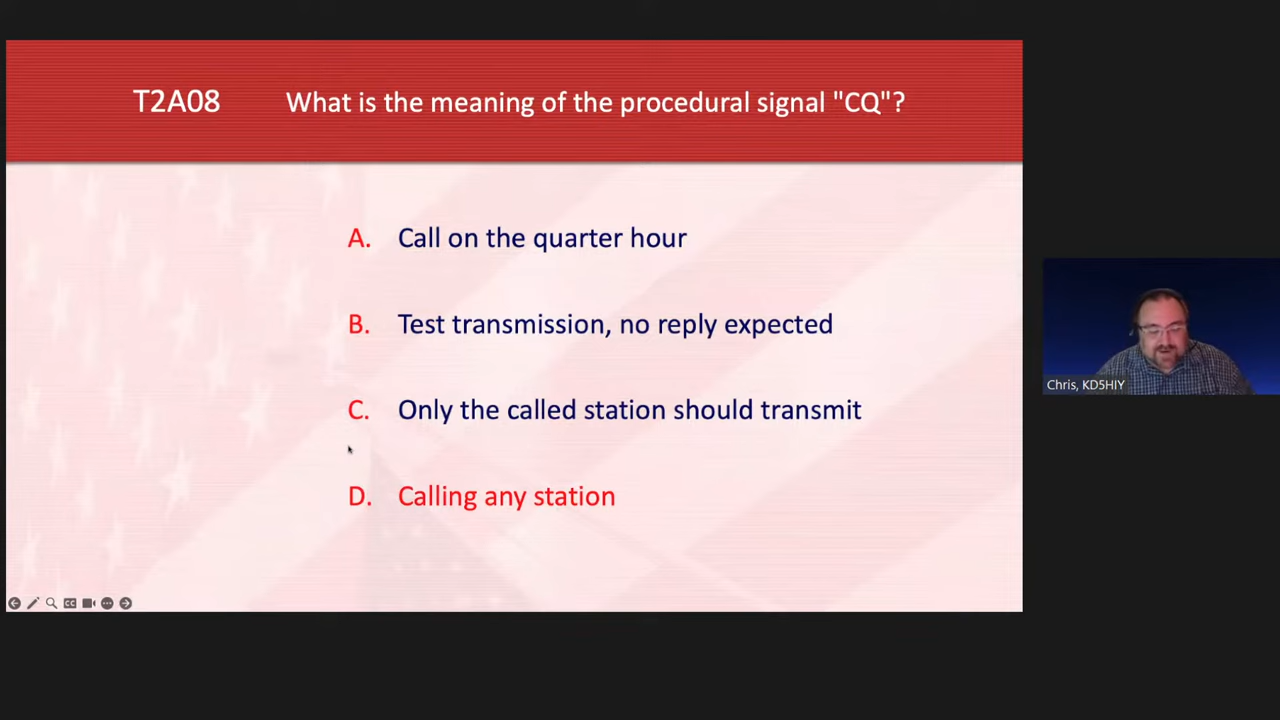 T2A08 What is the meaning of the procedural signal "CQ"?
A. Call on the quarter hour
B. Test transmission, no reply expected
C. Only the called station should transmit
D. Calling any station
Chris, KD5HIY
CC